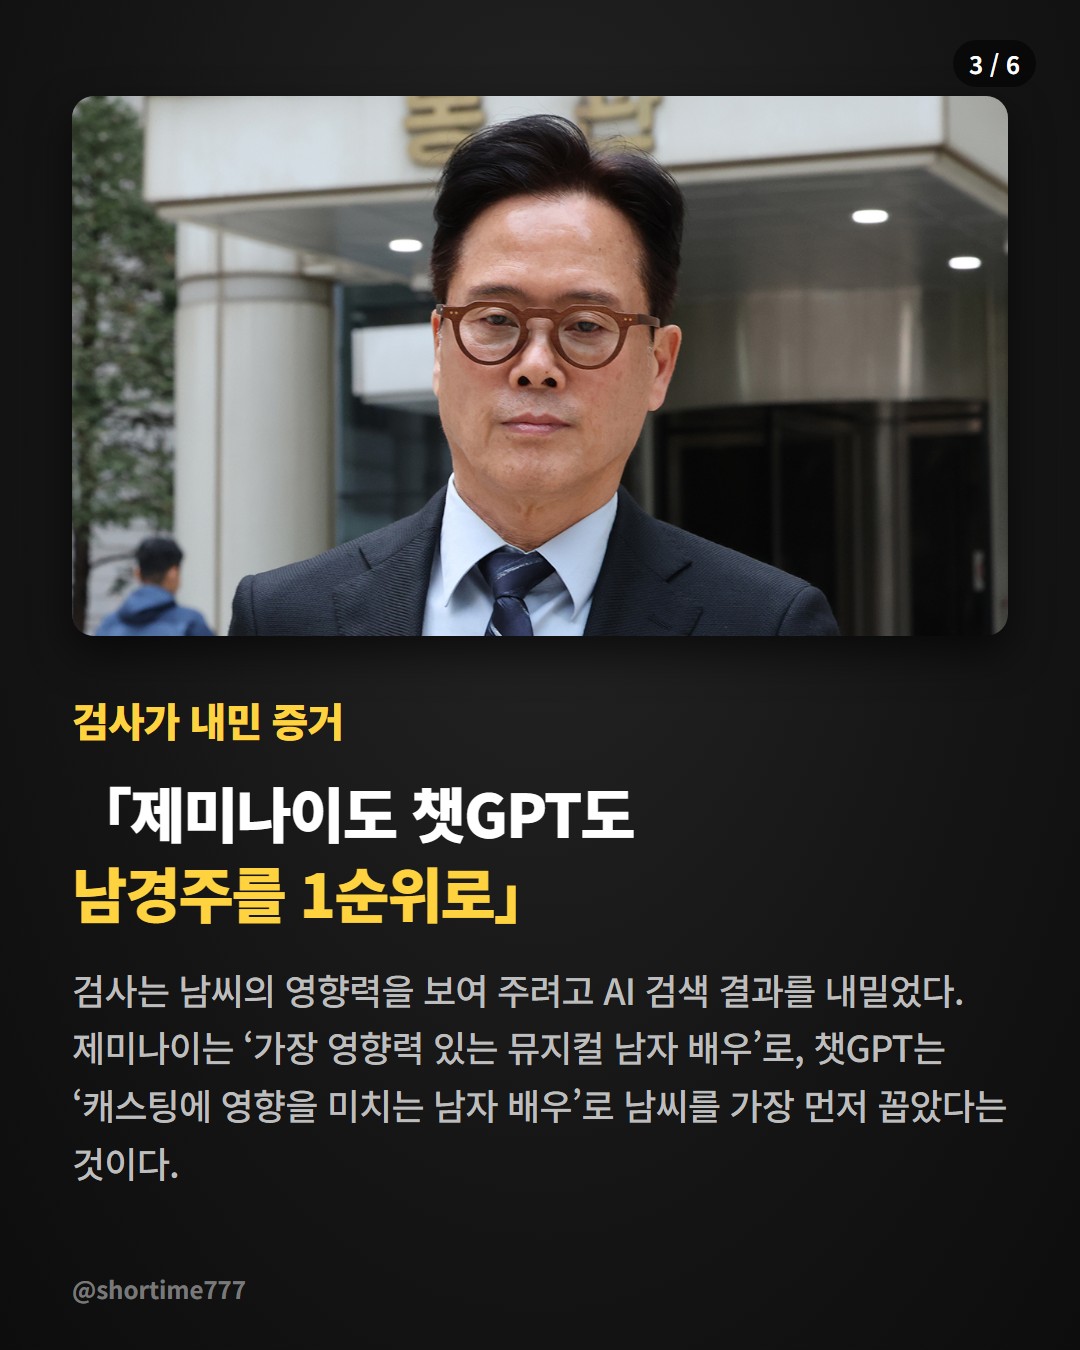 3 / 6
동 관
검사가 내민 증거
「제미나이도 챗GPT도
남경주를 1순위로」
검사는 남씨의 영향력을 보여 주려고 AI 검색 결과를 내밀었다.
제미나이는 ‘가장 영향력 있는 뮤지컬 남자 배우’로, 챗GPT는
‘캐스팅에 영향을 미치는 남자 배우’로 남씨를 가장 먼저 꼽았다는
것이다.
@shortime777